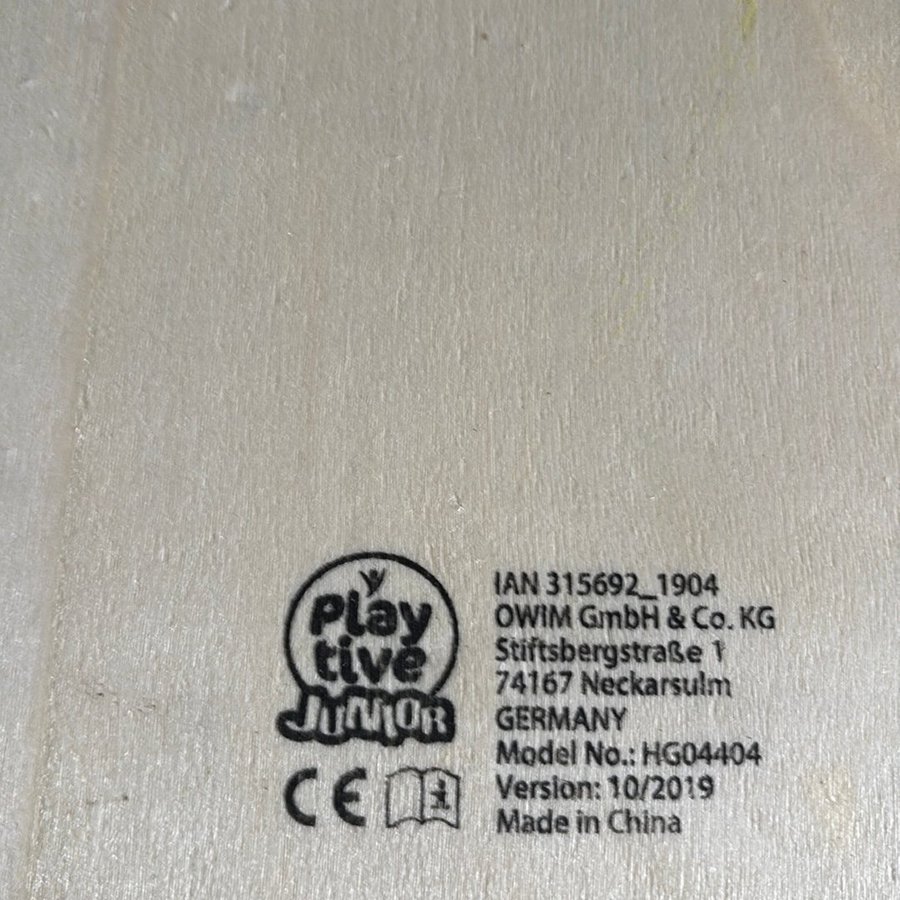 Play
tive
JUNIOR
CE
IAN 315692_1904
OWIM GmbH & Co. KG
Stiftsbergstraße 1
74167 Neckarsulm
GERMANY
Model No.: HG04404
Version: 10/2019
Made in China